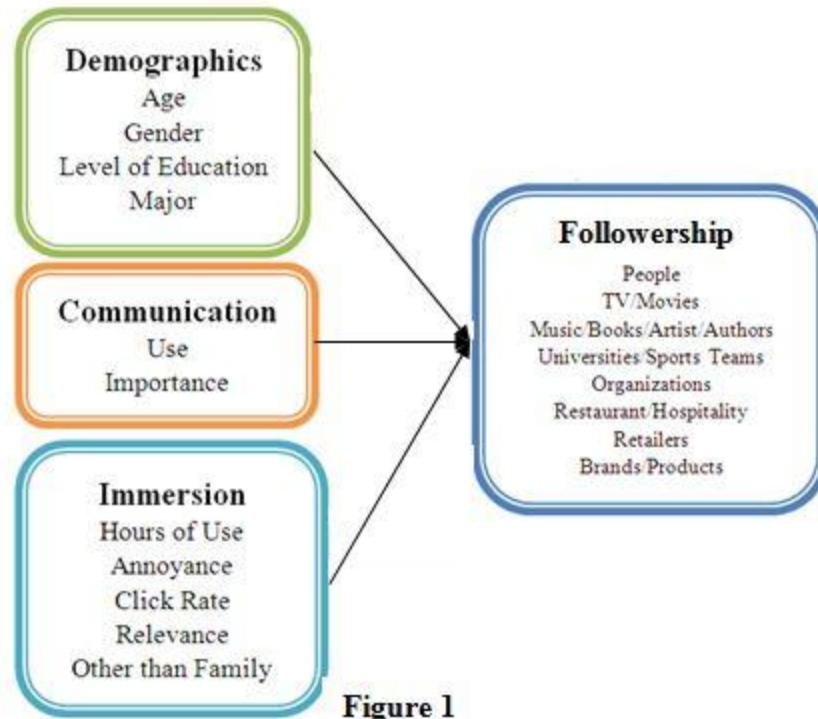 Demographics
Age
Gender
Level of Education
Major
Communication
Use
Importance
Immersion
Hours of Use
Annoyance
Click Rate
Relevance
Other than Family
Followership
People
TV/Movies
Music/Books/Artist/Authors
Universities/Sports Teams
Organizations
Restaurant/Hospitality
Retailers
Brands/Products
Figure 1